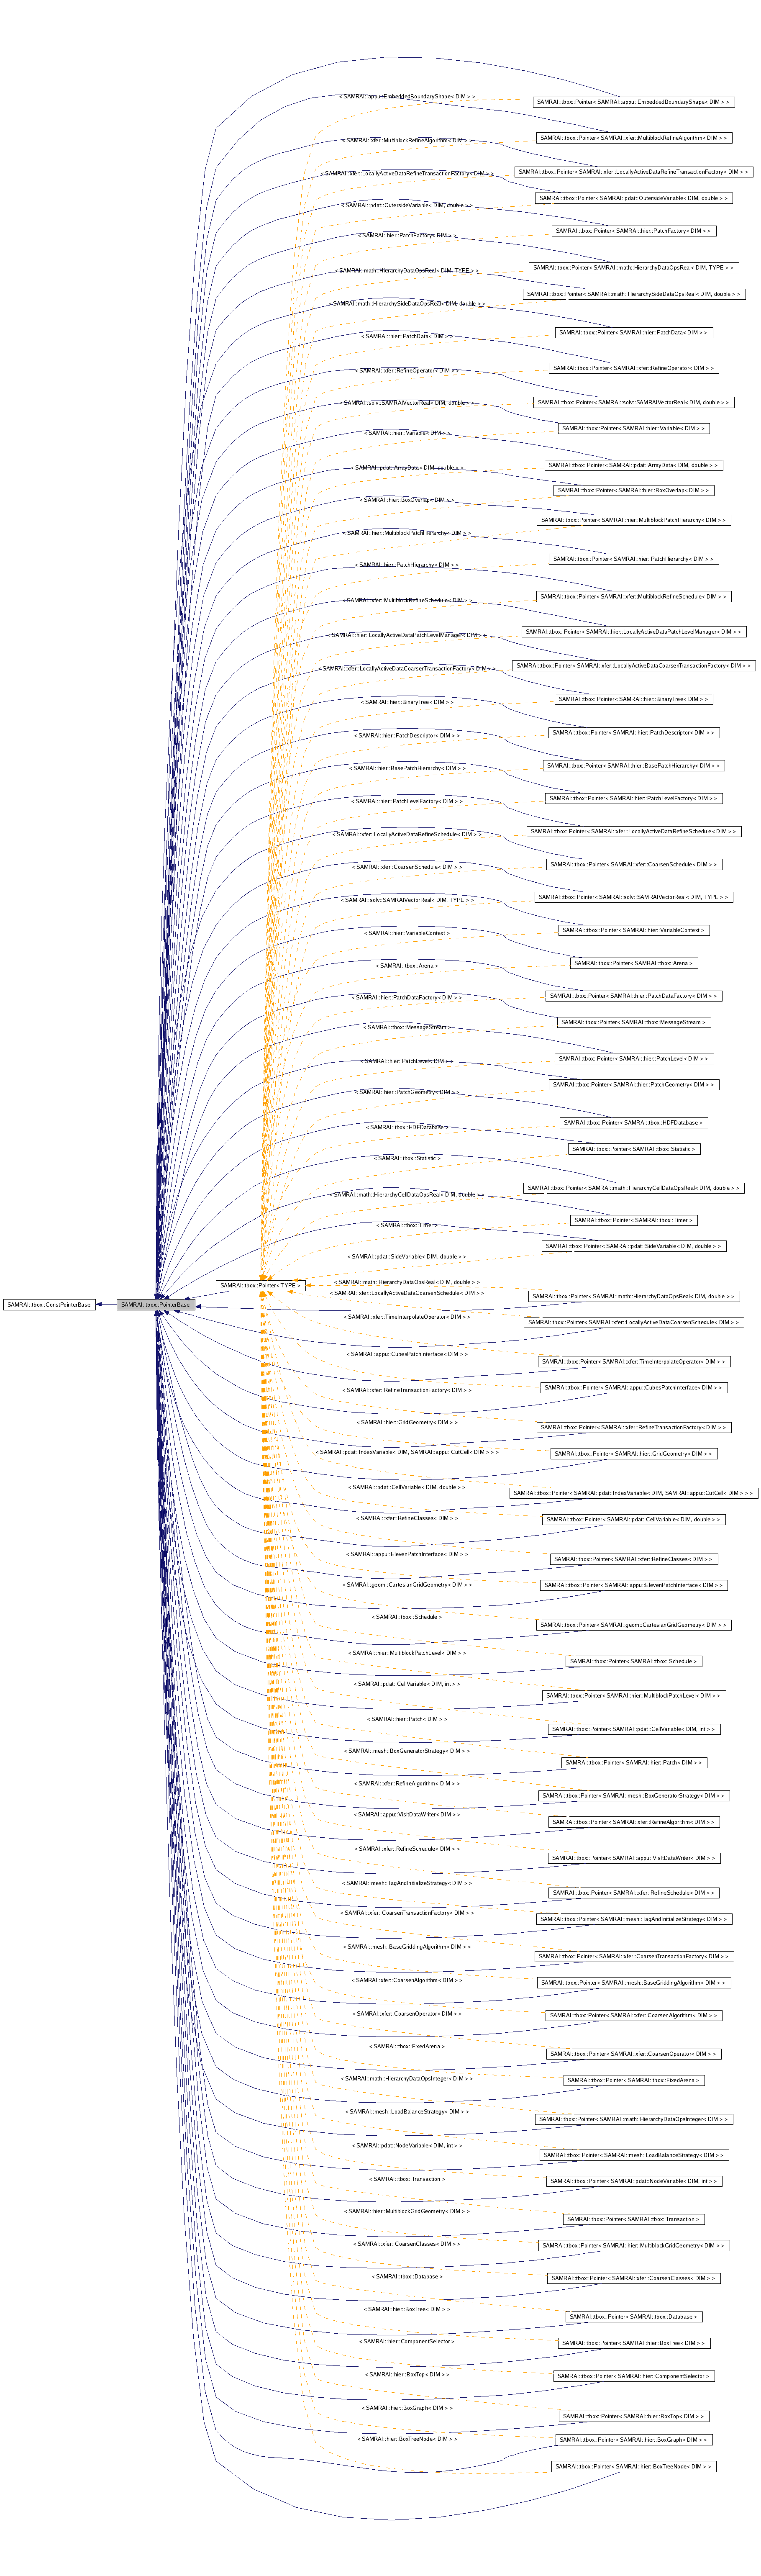 < SAMRAI::appu::EmbeddedBoundaryShape< DIM > >
SAMRAI::tbox::Pointer< SAMRAI::appu::EmbeddedBoundaryShape< DIM > >
SAMRAI::tbox::Pointer< SAMRAI::xfer::MultiblockRefineAlgorithm< DIM > >
< SAMRAI::xfer::MultiblockRefineAlgorithm< DIM > >
SAMRAI::tbox::Pointer< SAMRAI::xfer::LocallyActiveDataRefineTransactionFactory< DIM > >
< SAMRAI::xfer::LocallyActiveDataRefineTransactionFactory< DIM > >
SAMRAI::tbox::Pointer< SAMRAI::pdat::OutersideVariable< DIM, double > >
< SAMRAI::pdat::OutersideVariable< DIM, double > >
SAMRAI::tbox::Pointer< SAMRAI::hier::PatchFactory< DIM > >
< SAMRAI::hier::PatchFactory< DIM > >
SAMRAI::tbox::Pointer< SAMRAI::math::HierarchyDataOpsReal< DIM, TYPE > >
< SAMRAI::math::HierarchyDataOpsReal< DIM, TYPE > >
SAMRAI::tbox::Pointer< SAMRAI::math::HierarchySideDataOpsReal< DIM, double > >
< SAMRAI::math::HierarchySideDataOpsReal< DIM, double > >
SAMRAI::tbox::Pointer< SAMRAI::hier::PatchData< DIM > >
< SAMRAI::hier::PatchData< DIM > >
SAMRAI::tbox::Pointer< SAMRAI::xfer::RefineOperator< DIM > >
< SAMRAI::xfer::RefineOperator< DIM > >
SAMRAI::tbox::Pointer< SAMRAI::solv::SAMRAIVectorReal< DIM, double > >
< SAMRAI::solv::SAMRAIVectorReal< DIM, double > >
SAMRAI::tbox::Pointer< SAMRAI::hier::Variable< DIM > >
< SAMRAI::hier::Variable< DIM > >
SAMRAI::tbox::Pointer< SAMRAI::pdat::ArrayData< DIM, double > >
< SAMRAI::pdat::ArrayData< DIM, double > >
SAMRAI::tbox::Pointer< SAMRAI::hier::BoxOverlap< DIM > >
< SAMRAI::hier::BoxOverlap< DIM > >
SAMRAI::tbox::Pointer< SAMRAI::hier::MultiblockPatchHierarchy< DIM > >
< SAMRAI::hier::MultiblockPatchHierarchy< DIM > >
SAMRAI::tbox::Pointer< SAMRAI::hier::PatchHierarchy< DIM > >
< SAMRAI::hier::PatchHierarchy< DIM > >
SAMRAI::tbox::Pointer< SAMRAI::xfer::MultiblockRefineSchedule< DIM > >
< SAMRAI::xfer::MultiblockRefineSchedule< DIM > >
SAMRAI::tbox::Pointer< SAMRAI::hier::LocallyActiveDataPatchLevelManager< DIM > >
< SAMRAI::hier::LocallyActiveDataPatchLevelManager< DIM > >
SAMRAI::tbox::Pointer< SAMRAI::xfer::LocallyActiveDataCoarsenTransactionFactory< DIM > >
< SAMRAI::xfer::LocallyActiveDataCoarsenTransactionFactory< DIM > >
SAMRAI::tbox::Pointer< SAMRAI::hier::BinaryTree< DIM > >
< SAMRAI::hier::BinaryTree< DIM > >
SAMRAI::tbox::Pointer< SAMRAI::hier::PatchDescriptor< DIM > >
< SAMRAI::hier::PatchDescriptor< DIM > >
SAMRAI::tbox::Pointer< SAMRAI::hier::BasePatchHierarchy< DIM > >
< SAMRAI::hier::BasePatchHierarchy< DIM > >
SAMRAI::tbox::Pointer< SAMRAI::hier::PatchLevelFactory< DIM > >
< SAMRAI::hier::PatchLevelFactory< DIM > >
SAMRAI::tbox::Pointer< SAMRAI::xfer::LocallyActiveDataRefineSchedule< DIM > >
< SAMRAI::xfer::LocallyActiveDataRefineSchedule< DIM > >
SAMRAI::tbox::Pointer< SAMRAI::xfer::CoarsenSchedule< DIM > >
< SAMRAI::xfer::CoarsenSchedule< DIM > >
SAMRAI::tbox::Pointer< SAMRAI::solv::SAMRAIVectorReal< DIM, TYPE > >
< SAMRAI::solv::SAMRAIVectorReal< DIM, TYPE > >
SAMRAI::tbox::Pointer< SAMRAI::hier::VariableContext >
< SAMRAI::hier::VariableContext >
SAMRAI::tbox::Pointer< SAMRAI::tbox::Arena >
< SAMRAI::tbox::Arena >
SAMRAI::tbox::Pointer< SAMRAI::hier::PatchDataFactory< DIM > >
< SAMRAI::hier::PatchDataFactory< DIM > >
SAMRAI::tbox::Pointer< SAMRAI::tbox::MessageStream >
< SAMRAI::tbox::MessageStream >
SAMRAI::tbox::Pointer< SAMRAI::hier::PatchLevel< DIM > >
< SAMRAI::hier::PatchLevel< DIM > >
SAMRAI::tbox::Pointer< SAMRAI::hier::PatchGeometry< DIM > >
< SAMRAI::hier::PatchGeometry< DIM > >
SAMRAI::tbox::Pointer< SAMRAI::tbox::HDFDatabase >
< SAMRAI::tbox::HDFDatabase >
SAMRAI::tbox::Pointer< SAMRAI::tbox::Statistic >
< SAMRAI::tbox::Statistic >
SAMRAI::tbox::Pointer< SAMRAI::math::HierarchyCellDataOpsReal< DIM, double > >
< SAMRAI::math::HierarchyCellDataOpsReal< DIM, double > >
SAMRAI::tbox::Pointer< SAMRAI::tbox::Timer >
< SAMRAI::tbox::Timer >
SAMRAI::tbox::Pointer< SAMRAI::pdat::SideVariable< DIM, double > >
< SAMRAI::pdat::SideVariable< DIM, double > >
SAMRAI::tbox::Pointer< TYPE >
< SAMRAI::math::HierarchyDataOpsReal< DIM, double > >
SAMRAI::tbox::ConstPointerBase
SAMRAI::tbox::PointerBase
SAMRAI::tbox::Pointer< SAMRAI::math::HierarchyDataOpsReal< DIM, double > >
< SAMRAI::xfer::LocallyActiveDataCoarsenSchedule< DIM > >
SAMRAI::tbox::Pointer< SAMRAI::xfer::LocallyActiveDataCoarsenSchedule< DIM > >
< SAMRAI::xfer::TimeInterpolateOperator< DIM > >
SAMRAI::tbox::Pointer< SAMRAI::xfer::TimeInterpolateOperator< DIM > >
< SAMRAI::appu::CubesPatchInterface< DIM > >
SAMRAI::tbox::Pointer< SAMRAI::appu::CubesPatchInterface< DIM > >
< SAMRAI::xfer::RefineTransactionFactory< DIM > >
SAMRAI::tbox::Pointer< SAMRAI::xfer::RefineTransactionFactory< DIM > >
< SAMRAI::hier::GridGeometry< DIM > >
SAMRAI::tbox::Pointer< SAMRAI::hier::GridGeometry< DIM > >
< SAMRAI::pdat::IndexVariable< DIM, SAMRAI::appu::CutCell< DIM > > >
SAMRAI::tbox::Pointer< SAMRAI::pdat::IndexVariable< DIM, SAMRAI::appu::CutCell< DIM > > >
< SAMRAI::pdat::CellVariable< DIM, double > >
SAMRAI::tbox::Pointer< SAMRAI::pdat::CellVariable< DIM, double > >
< SAMRAI::xfer::RefineClasses< DIM > >
SAMRAI::tbox::Pointer< SAMRAI::xfer::RefineClasses< DIM > >
< SAMRAI::appu::ElevenPatchInterface< DIM > >
SAMRAI::tbox::Pointer< SAMRAI::appu::ElevenPatchInterface< DIM > >
< SAMRAI::geom::CartesianGridGeometry< DIM > >
SAMRAI::tbox::Pointer< SAMRAI::geom::CartesianGridGeometry< DIM > >
< SAMRAI::tbox::Schedule >
SAMRAI::tbox::Pointer< SAMRAI::tbox::Schedule >
< SAMRAI::hier::MultiblockPatchLevel< DIM > >
SAMRAI::tbox::Pointer< SAMRAI::hier::MultiblockPatchLevel< DIM > >
< SAMRAI::pdat::CellVariable< DIM, int > >
SAMRAI::tbox::Pointer< SAMRAI::pdat::CellVariable< DIM, int > >
< SAMRAI::hier::Patch< DIM > >
SAMRAI::tbox::Pointer< SAMRAI::hier::Patch< DIM > >
< SAMRAI::mesh::BoxGeneratorStrategy< DIM > >
SAMRAI::tbox::Pointer< SAMRAI::mesh::BoxGeneratorStrategy< DIM > >
< SAMRAI::xfer::RefineAlgorithm< DIM > >
SAMRAI::tbox::Pointer< SAMRAI::xfer::RefineAlgorithm< DIM > >
< SAMRAI::appu::VisItDataWriter< DIM > >
SAMRAI::tbox::Pointer< SAMRAI::appu::VisItDataWriter< DIM > >
< SAMRAI::xfer::RefineSchedule< DIM > >
SAMRAI::tbox::Pointer< SAMRAI::xfer::RefineSchedule< DIM > >
< SAMRAI::mesh::TagAndInitializeStrategy< DIM > >
SAMRAI::tbox::Pointer< SAMRAI::mesh::TagAndInitializeStrategy< DIM > >
< SAMRAI::xfer::CoarsenTransactionFactory< DIM > >
SAMRAI::tbox::Pointer< SAMRAI::xfer::CoarsenTransactionFactory< DIM > >
< SAMRAI::mesh::BaseGriddingAlgorithm< DIM > >
SAMRAI::tbox::Pointer< SAMRAI::mesh::BaseGriddingAlgorithm< DIM > >
< SAMRAI::xfer::CoarsenAlgorithm< DIM > >
SAMRAI::tbox::Pointer< SAMRAI::xfer::CoarsenAlgorithm< DIM > >
< SAMRAI::xfer::CoarsenOperator< DIM > >
SAMRAI::tbox::Pointer< SAMRAI::xfer::CoarsenOperator< DIM > >
< SAMRAI::tbox::FixedArena >
SAMRAI::tbox::Pointer< SAMRAI::tbox::FixedArena >
< SAMRAI::math::HierarchyDataOpsInteger< DIM > >
SAMRAI::tbox::Pointer< SAMRAI::math::HierarchyDataOpsInteger< DIM > >
< SAMRAI::mesh::LoadBalanceStrategy< DIM > >
SAMRAI::tbox::Pointer< SAMRAI::mesh::LoadBalanceStrategy< DIM > >
< SAMRAI::pdat::NodeVariable< DIM, int > >
SAMRAI::tbox::Pointer< SAMRAI::pdat::NodeVariable< DIM, int > >
< SAMRAI::tbox::Transaction >
SAMRAI::tbox::Pointer< SAMRAI::tbox::Transaction >
< SAMRAI::hier::MultiblockGridGeometry< DIM > >
SAMRAI::tbox::Pointer< SAMRAI::hier::MultiblockGridGeometry< DIM > >
< SAMRAI::xfer::CoarsenClasses< DIM > >
SAMRAI::tbox::Pointer< SAMRAI::xfer::CoarsenClasses< DIM > >
< SAMRAI::tbox::Database >
SAMRAI::tbox::Pointer< SAMRAI::tbox::Database >
< SAMRAI::hier::BoxTree< DIM > >
SAMRAI::tbox::Pointer< SAMRAI::hier::BoxTree< DIM > >
< SAMRAI::hier::ComponentSelector >
SAMRAI::tbox::Pointer< SAMRAI::hier::ComponentSelector >
< SAMRAI::hier::BoxTop< DIM > >
SAMRAI::tbox::Pointer< SAMRAI::hier::BoxTop< DIM > >
< SAMRAI::hier::BoxGraph< DIM > >
SAMRAI::tbox::Pointer< SAMRAI::hier::BoxGraph< DIM > >
< SAMRAI::hier::BoxTreeNode< DIM > >
SAMRAI::tbox::Pointer< SAMRAI::hier::BoxTreeNode< DIM > >